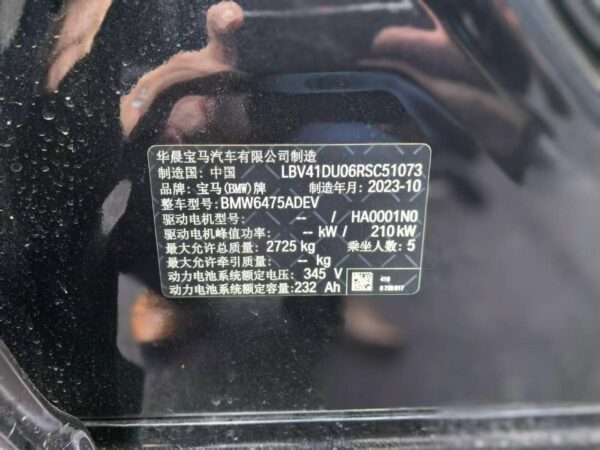 华晨宝马汽车有限公司制造
制造国: 中国 LBV41DU06RSC51073
品牌: 宝马(BMW)牌 制造年月: 2023-10
整车型号: BMW6475ADEV
驱动电机型号: -- / HA0001N0
驱动电机峰值功率: -- kW / 210 kW
最大允许总质量: 2725 kg 乘坐人数: 5
最大允许牵引质量: -- kg
动力电池系统额定电压: 345 V
动力电池系统额定容量: 232 Ah